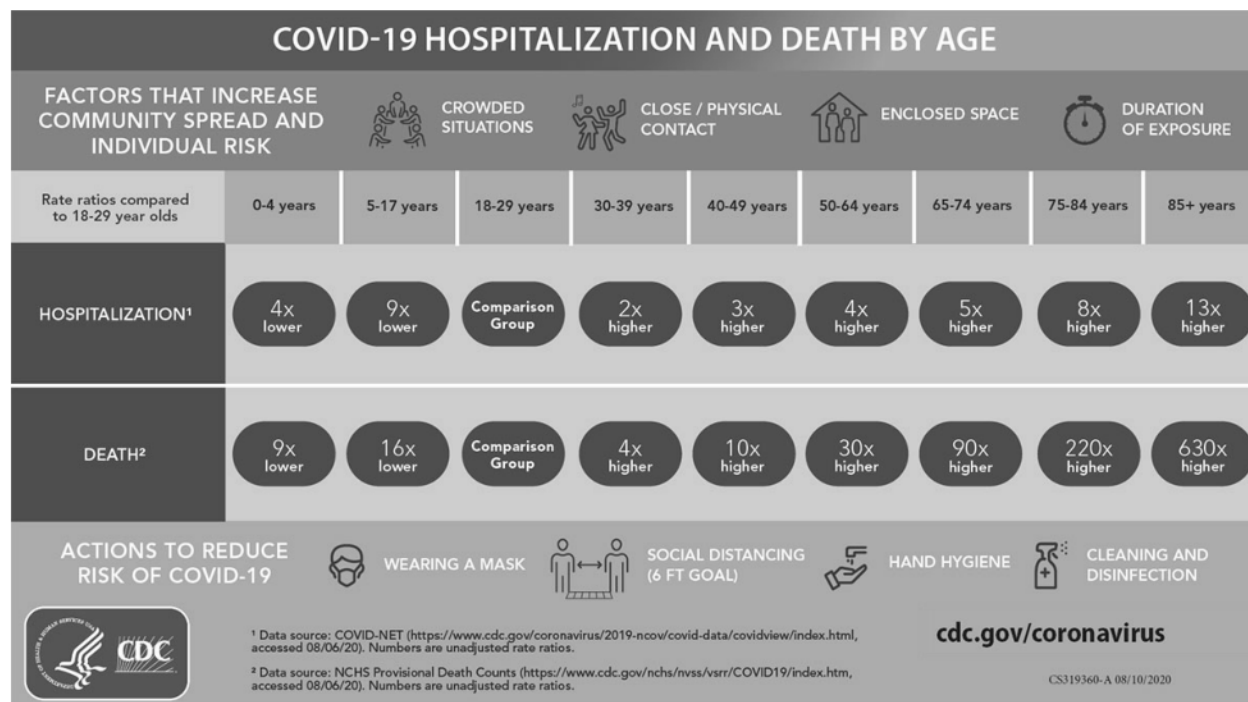 COVID-19 HOSPITALIZATION AND DEATH BY AGE
FACTORS THAT INCREASE
COMMUNITY SPREAD AND
INDIVIDUAL RISK
CROWDED
SITUATIONS
CLOSE / PHYSICAL
CONTACT
ENCLOSED SPACE
DURATION
OF EXPOSURE
Rate ratios compared
to 18-29 year olds
0-4 years
5-17 years
18-29 years
30-39 years
40-49 years
50-64 years
65-74 years
75-84 years
85+ years
HOSPITALIZATION¹
4x
lower
9x
lower
Comparison
Group
2x
higher
3x
higher
4x
higher
5x
higher
8x
higher
13x
higher
DEATH²
9x
lower
16x
lower
Comparison
Group
4x
higher
10x
higher
30x
higher
90x
higher
220x
higher
630x
higher
ACTIONS TO REDUCE
RISK OF COVID-19
WEARING A MASK
SOCIAL DISTANCING
(6 FT GOAL)
HAND HYGIENE
CLEANING AND
DISINFECTION
CDC
¹ Data source: COVID-NET (https://www.cdc.gov/coronavirus/2019-ncov/covid-data/covidview/index.html,
accessed 08/06/20). Numbers are unadjusted rate ratios.
² Data source: NCHS Provisional Death Counts (https://www.cdc.gov/nchs/nvss/vsrr/COVID19/index.htm,
accessed 08/06/20). Numbers are unadjusted rate ratios.
cdc.gov/coronavirus
CS319360-A 08/10/2020